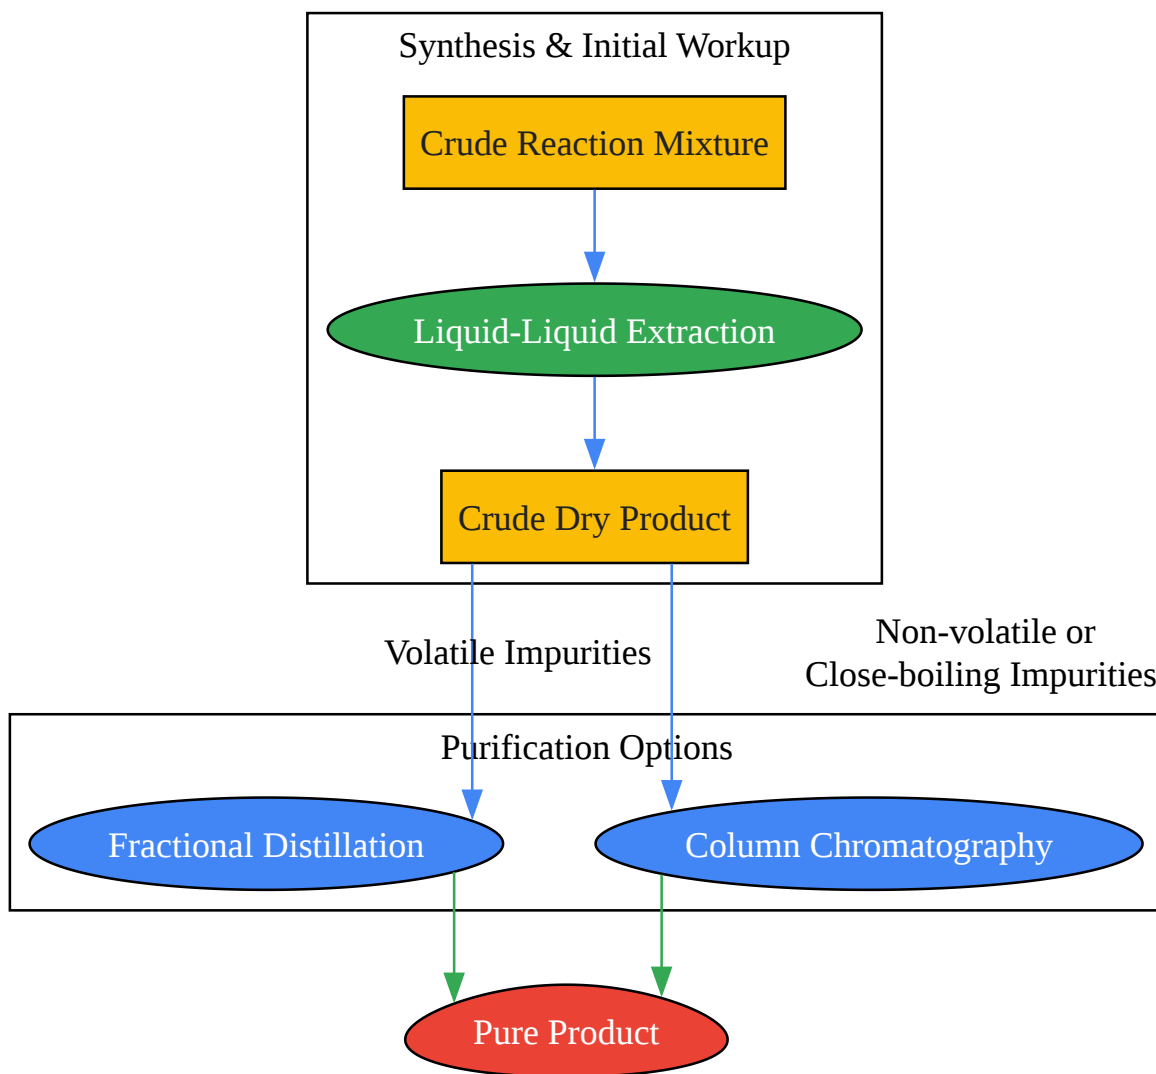 Synthesis & Initial Workup
Crude Reaction Mixture
Liquid-Liquid Extraction
Crude Dry Product
Volatile Impurities
Non-volatile or
Close-boiling Impurities
Purification Options
Fractional Distillation
Column Chromatography
Pure Product